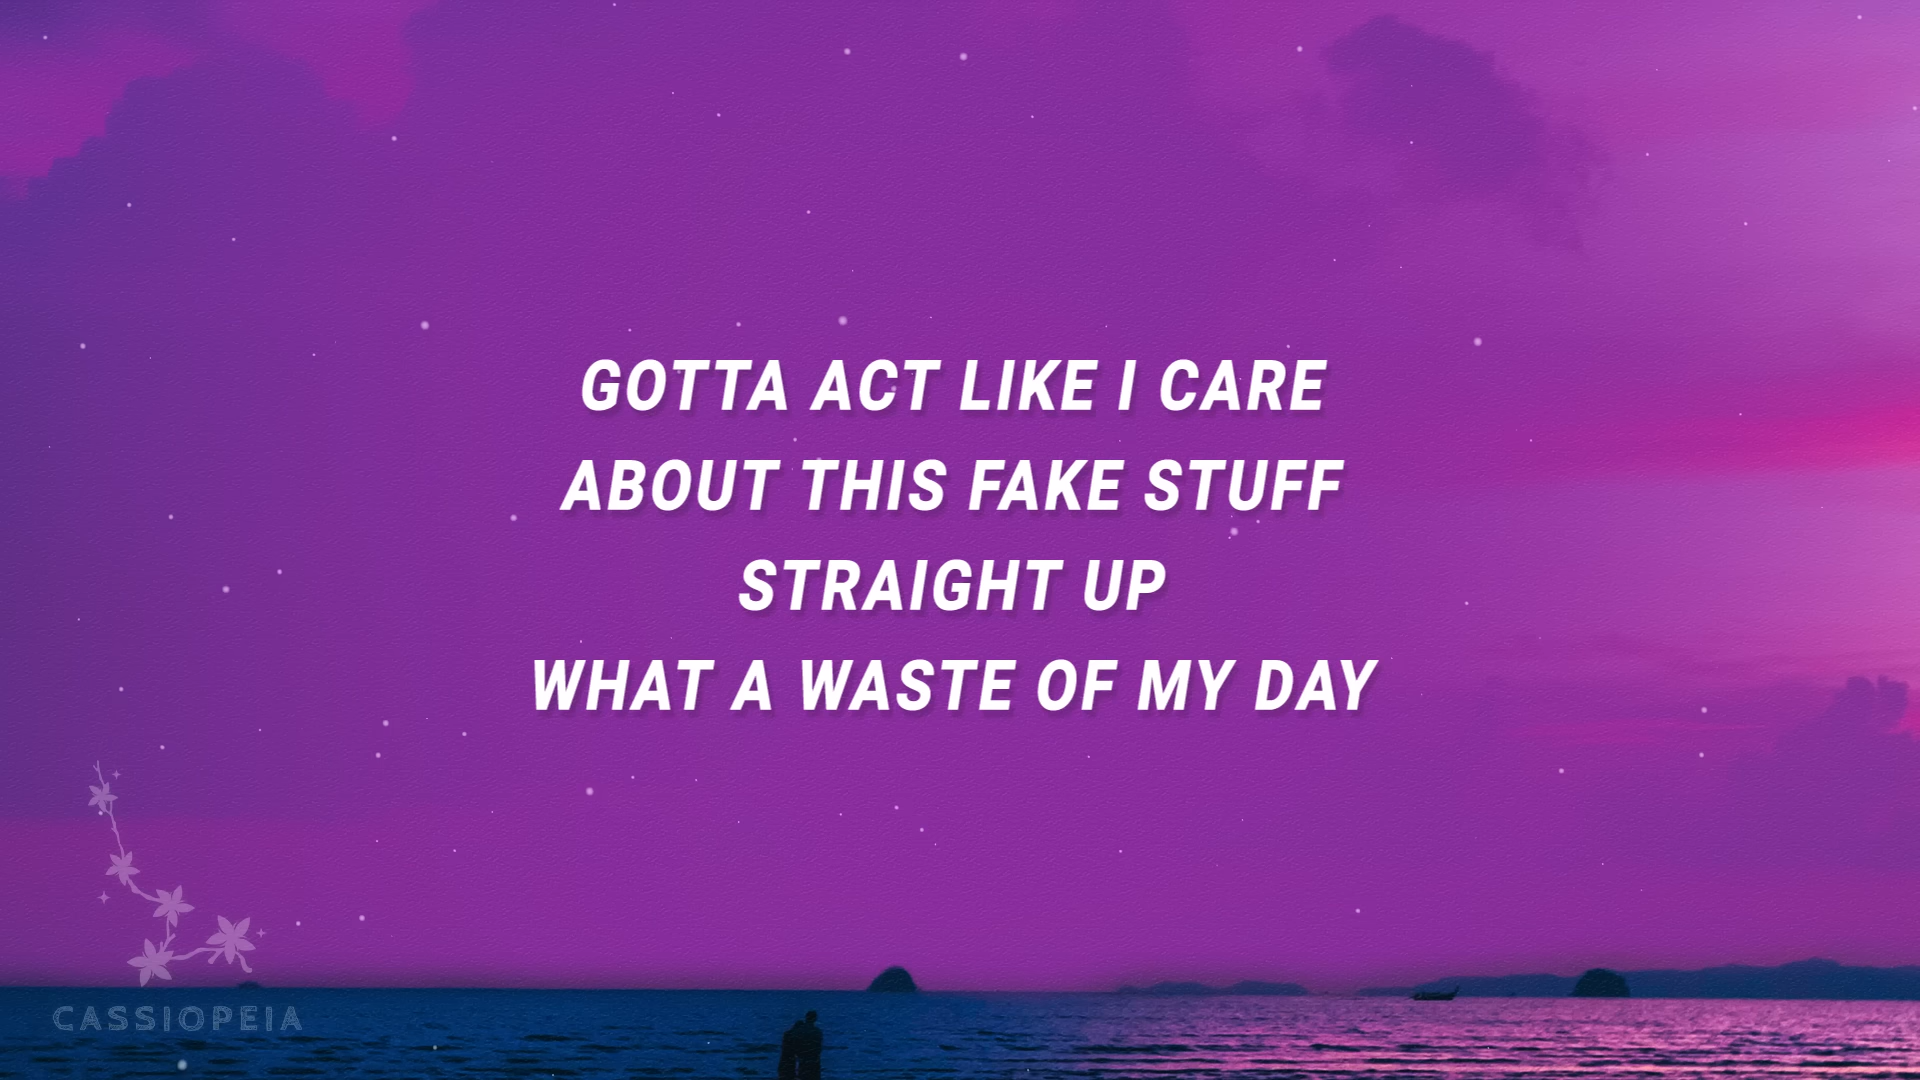 GOTTA ACT LIKE I CARE
ABOUT THIS FAKE STUFF
STRAIGHT UP
WHAT A WASTE OF MY DAY
CASSIOPEIA